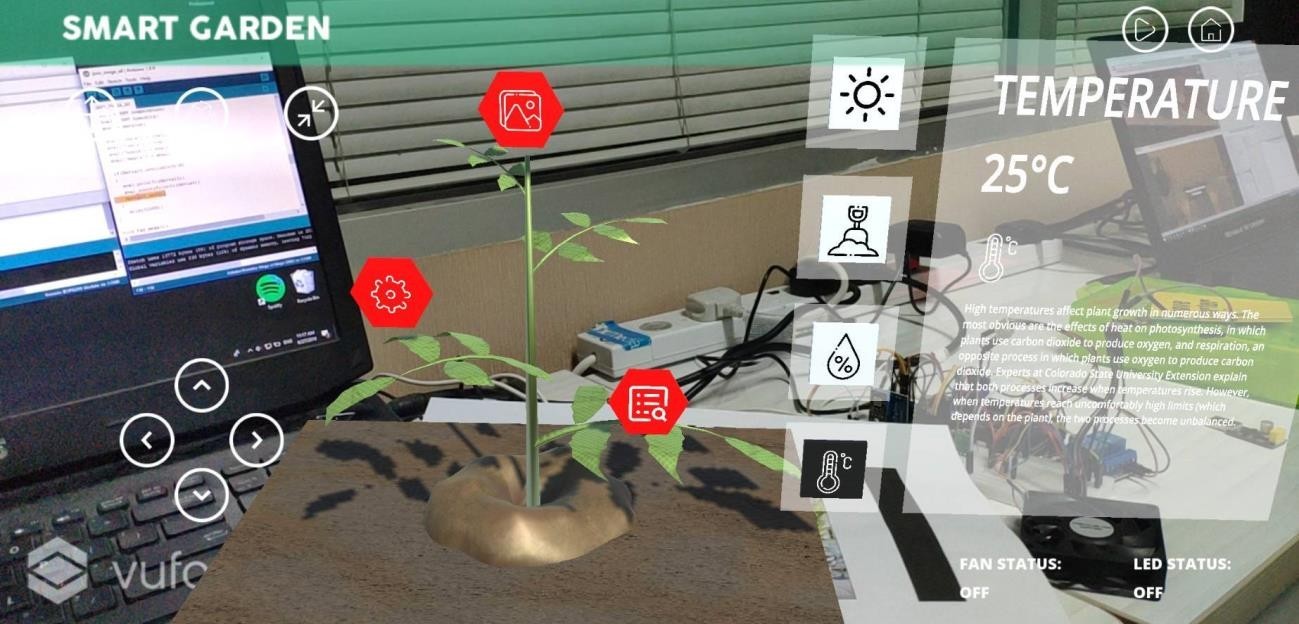 SMART GARDEN
TEMPERATURE
25°C
°C
High temperatures affect plant growth in numerous ways. The
most obvious are the effects of heat on photosynthesis, in which
plants use carbon dioxide to produce oxygen, and respiration, an
opposite process in which plants use oxygen to produce carbon
dioxide. Experts at Colorado State University Extension explain
that both processes increase when temperatures rise. However,
when temperatures reach uncomfortably high limits (which
depends on the plant), the two processes become unbalanced.
%
°C
FAN STATUS:
OFF
LED STATUS:
OFF
Spotify
Recycle Bin
vufo